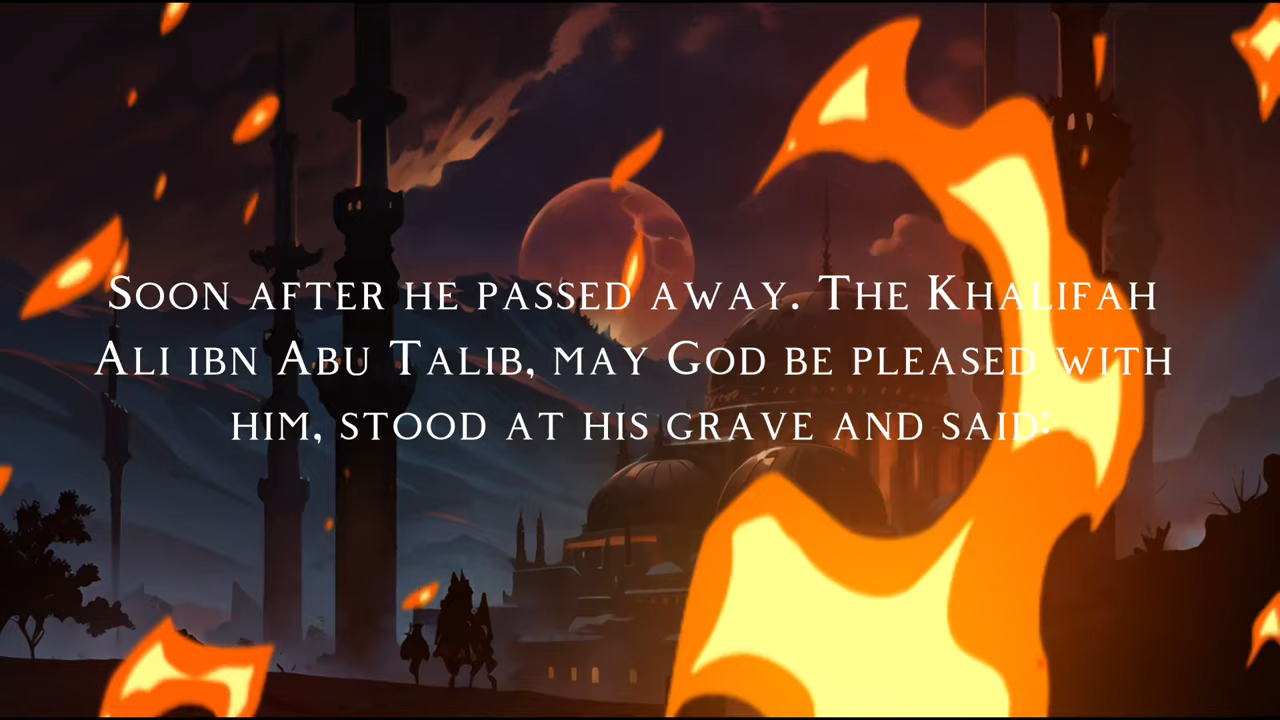 Soon after he passed away. The Khalifah
Ali ibn Abu Talib, may God be pleased with
him, stood at his grave and said: